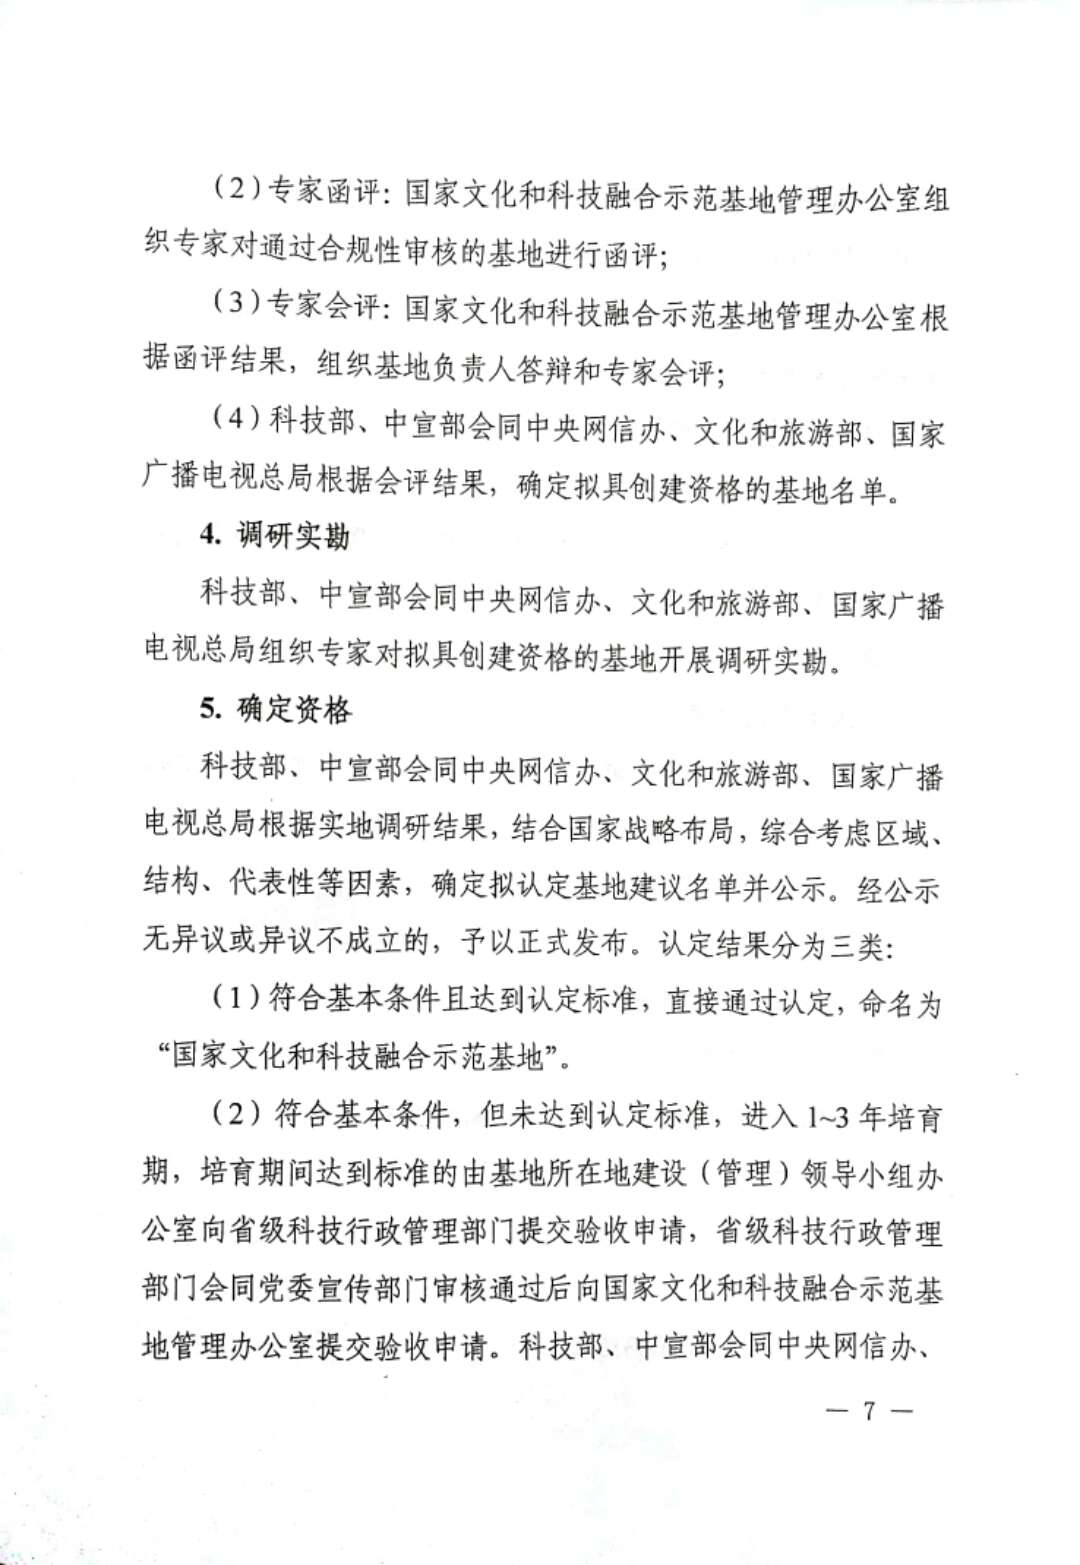 （2）专家函评：国家文化和科技融合示范基地管理办公室组
织专家对通过合规性审核的基地进行函评；
（3）专家会评：国家文化和科技融合示范基地管理办公室根
据函评结果，组织基地负责人答辩和专家会评；
（4）科技部、中宣部会同中央网信办、文化和旅游部、国家
广播电视总局根据会评结果，确定拟具创建资格的基地名单。
4. 调研实勘
科技部、中宣部会同中央网信办、文化和旅游部、国家广播
电视总局组织专家对拟具创建资格的基地开展调研实勘。
5. 确定资格
科技部、中宣部会同中央网信办、文化和旅游部、国家广播
电视总局根据实地调研结果，结合国家战略布局，综合考虑区域、
结构、代表性等因素，确定拟认定基地建议名单并公示。经公示
无异议或异议不成立的，予以正式发布。认定结果分为三类：
（1）符合基本条件且达到认定标准，直接通过认定，命名为
“国家文化和科技融合示范基地”。
（2）符合基本条件，但未达到认定标准，进入 1~3 年培育
期，培育期间达到标准的由基地所在地建设（管理）领导小组办
公室向省级科技行政管理部门提交验收申请，省级科技行政管理
部门会同党委宣传部门审核通过后向国家文化和科技融合示范基
地管理办公室提交验收申请。科技部、中宣部会同中央网信办、
— 7 —